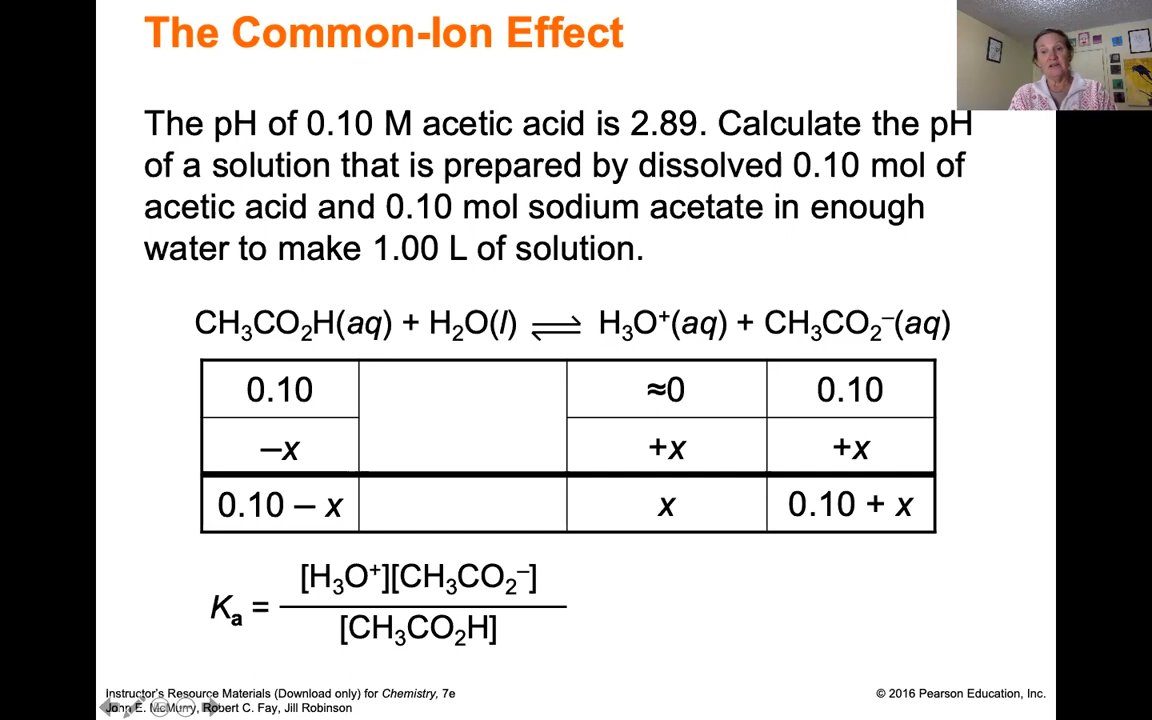 The Common-Ion Effect
The pH of 0.10 M acetic acid is 2.89. Calculate the pH
of a solution that is prepared by dissolved 0.10 mol of
acetic acid and 0.10 mol sodium acetate in enough
water to make 1.00 L of solution.
CH₃CO₂H(aq) + H₂O(l) ⇌ H₃O⁺(aq) + CH₃CO₂⁻(aq)
0.10 ≈0 0.10
–x +x +x
0.10 – x x 0.10 + x
[H₃O⁺][CH₃CO₂⁻]
Kₐ =
[CH₃CO₂H]
Instructor's Resource Materials (Download only) for Chemistry, 7e
John E. McMurry, Robert C. Fay, Jill Robinson
© 2016 Pearson Education, Inc.